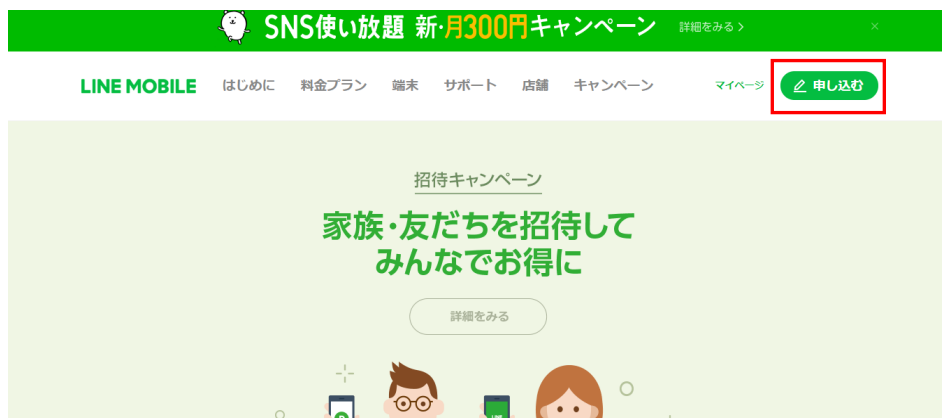 SNS使い放題 新・月300円キャンペーン 詳細をみる > ×
LINE MOBILE はじめに 料金プラン 端末 サポート 店舗 キャンペーン マイページ 申し込む
招待キャンペーン
家族・友だちを招待して
みんなでお得に
詳細をみる